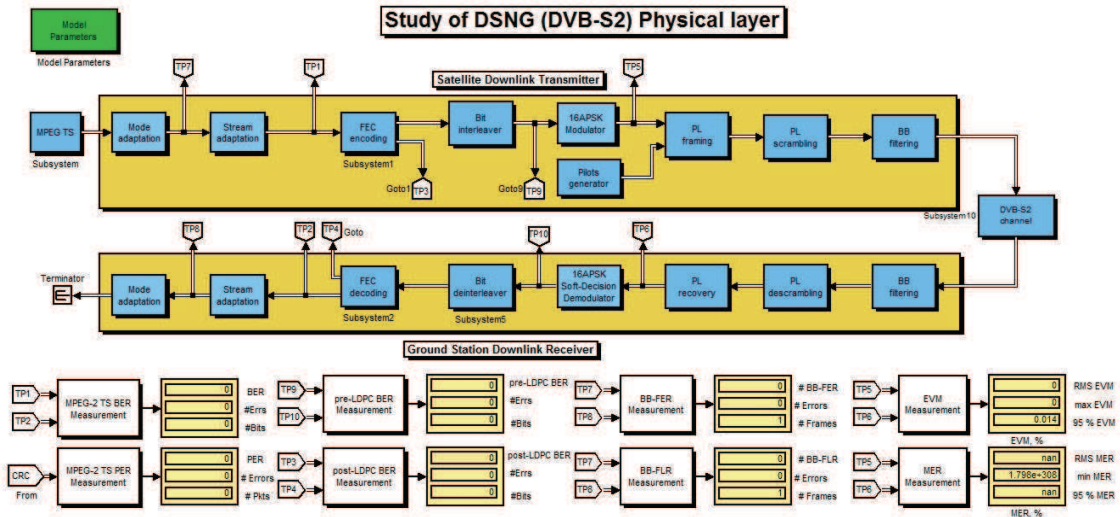 Study of DSNG (DVB-S2) Physical layer
Model
Parameters
Model Parameters
TP7
TP1
TP5
Satellite Downlink Transmitter
MPEG TS
Subsystem
Mode
adaptation
Stream
adaptation
FEC
encoding
Subsystem1
Goto1
TP3
Bit
interleaver
Goto9
TP9
16APSK
Modulator
Pilots
generator
PL
framing
PL
scrambling
BB
filtering
DVB-S2
channel
Subsystem10
TP8
TP2
TP4
Goto
TP10
TP6
Terminator
Mode
adaptation
Stream
adaptation
FEC
decoding
Subsystem2
Bit
deinterleaver
Subsystem5
16APSK
Soft-Decision
Demodulator
PL
recovery
PL
descrambling
BB
filtering
Ground Station Downlink Receiver
TP1
TP2
MPEG-2 TS BER
Measurement
0
0
0
BER
#Errs
#Bits
TP9
TP10
pre-LDPC BER
Measurement
0
0
0
pre-LDPC BER
#Errs
#Bits
TP7
TP8
BB-FER
Measurement
0
0
1
# BB-FER
# Errors
# Frames
TP5
TP6
EVM
Measurement
0
0
0.014
RMS EVM
max EVM
95 % EVM
EVM, %
CRC
From
MPEG-2 TS PER
Measurement
0
0
0
PER
# Errors
# Pkts
TP3
TP4
post-LDPC BER
Measurement
0
0
0
post-LDPC BER
#Errs
#Bits
TP7
TP8
BB-FLR
Measurement
0
0
1
# BB-FLR
# Errors
# Frames
TP5
TP6
MER
Measurement
nan
1.798e+308
nan
RMS MER
min MER
95 % MER
MER, %